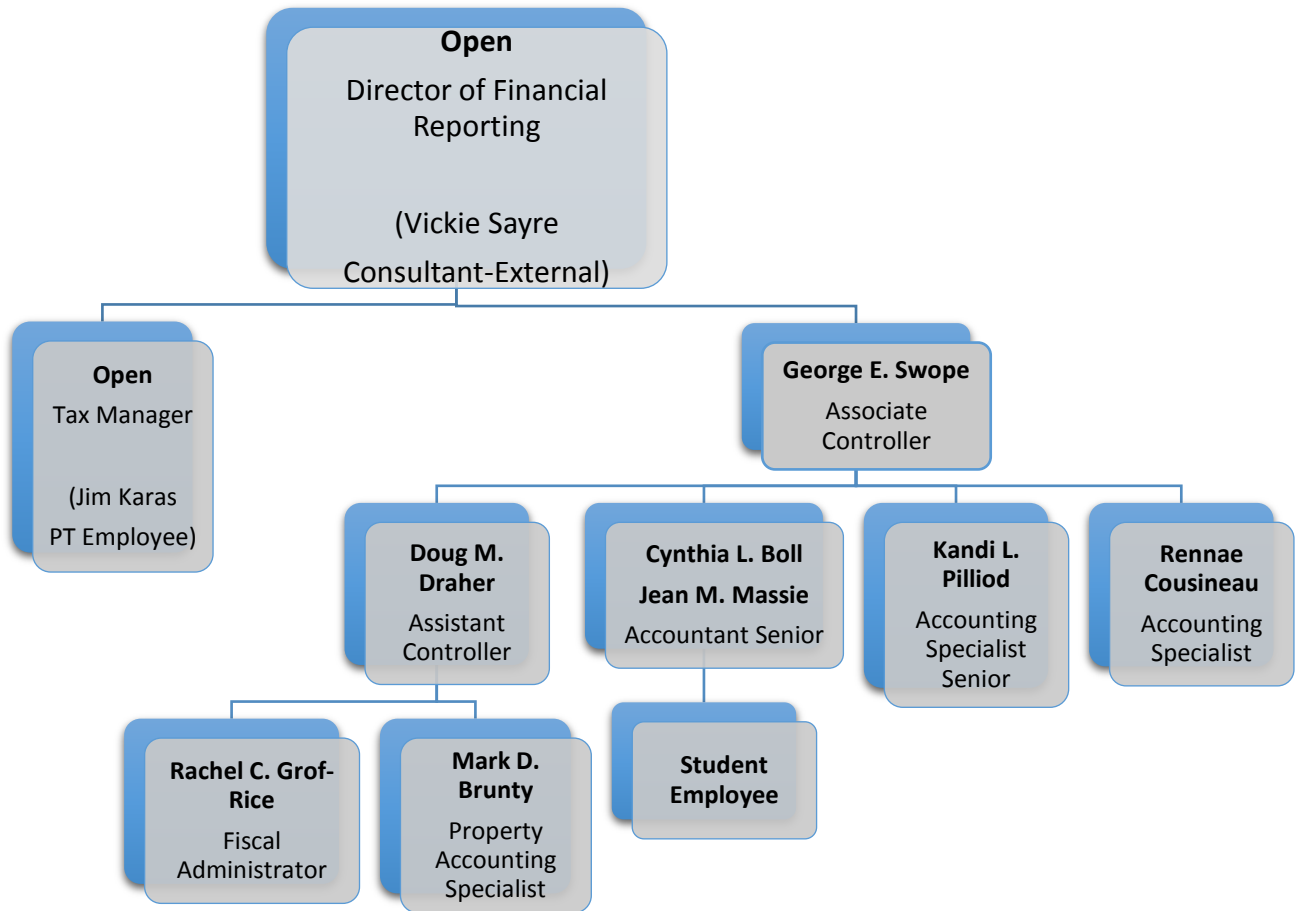 Open
Director of Financial
Reporting
(Vickie Sayre
Consultant-External)
Open
Tax Manager
(Jim Karas
PT Employee)
George E. Swope
Associate
Controller
Doug M.
Draher
Assistant
Controller
Cynthia L. Boll
Jean M. Massie
Accountant Senior
Kandi L.
Pilliod
Accounting
Specialist
Senior
Rennae
Cousineau
Accounting
Specialist
Rachel C. Grof-
Rice
Fiscal
Administrator
Mark D.
Brunty
Property
Accounting
Specialist
Student
Employee